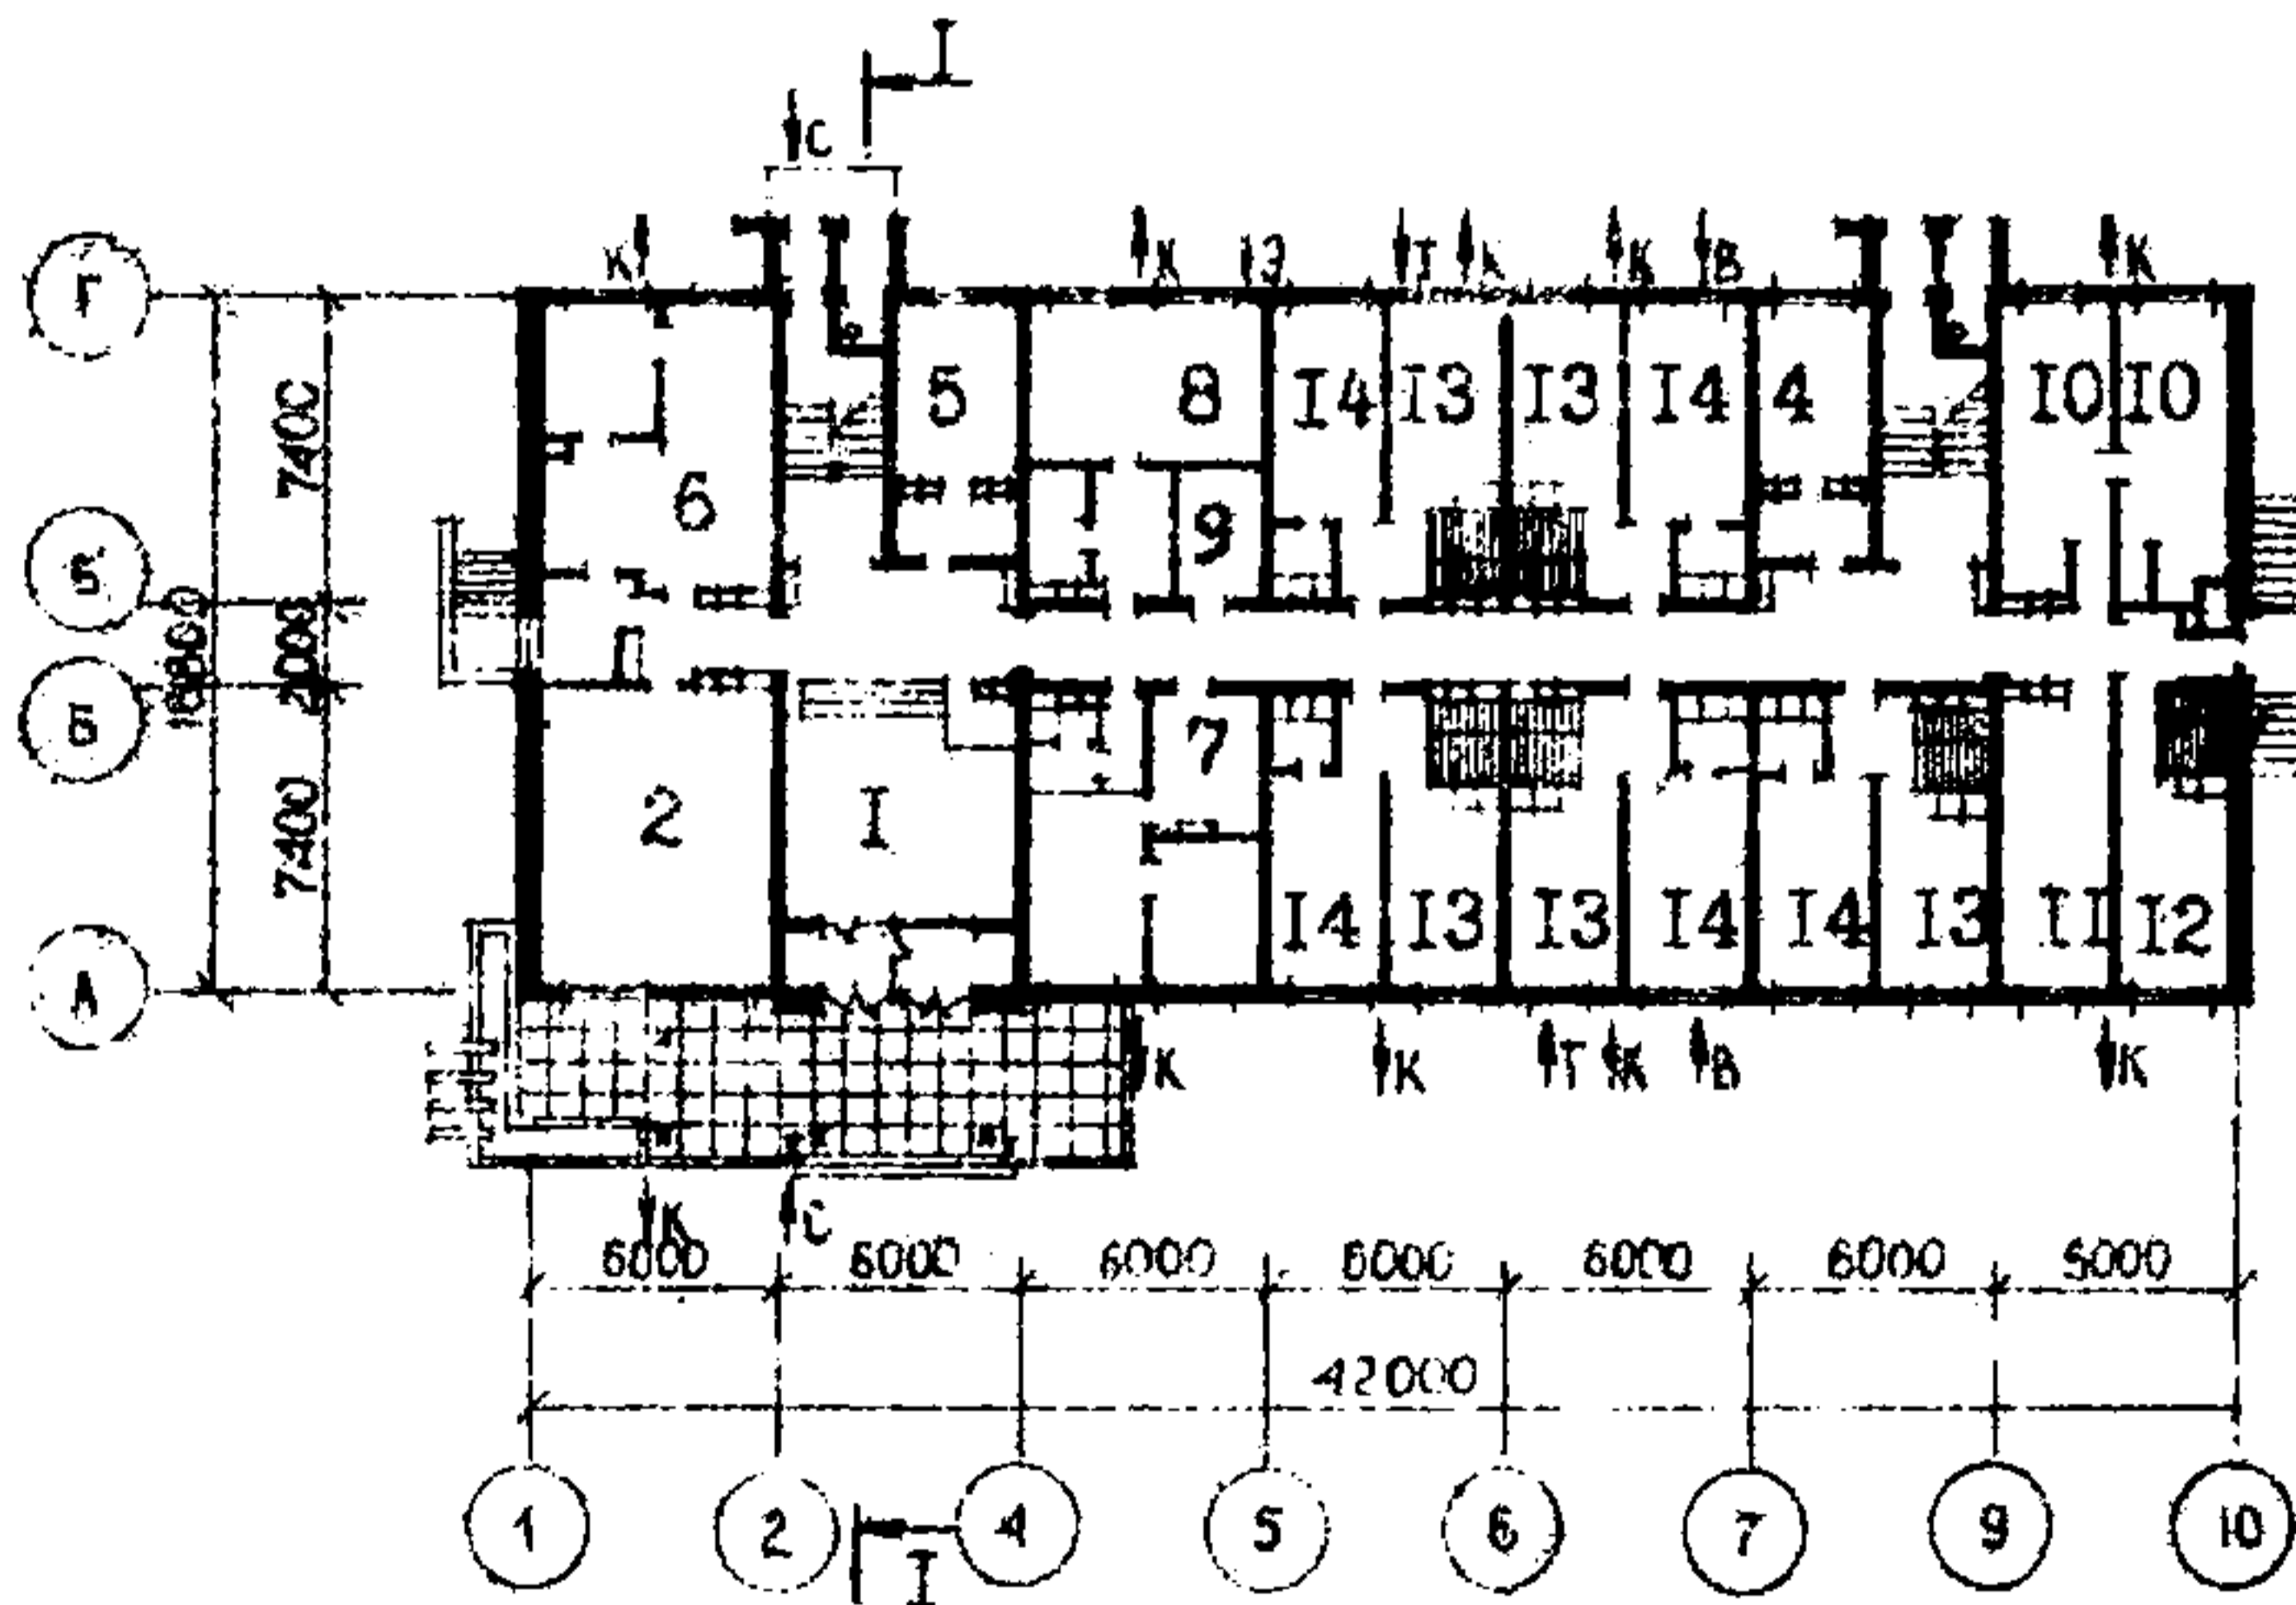 I
С
К К 13 Т К К В К
Г
5 8 14 13 13 14 4 10 10
7400
6 9
Б'
16800
2000
Б
7
7400
2 I
14 13 13 14 14 13 11 12
А
К К Г К В К
К С
6000 6000 6000 6000 6000 6000 6000
42000
1 2 4 5 6 7 9 10
I